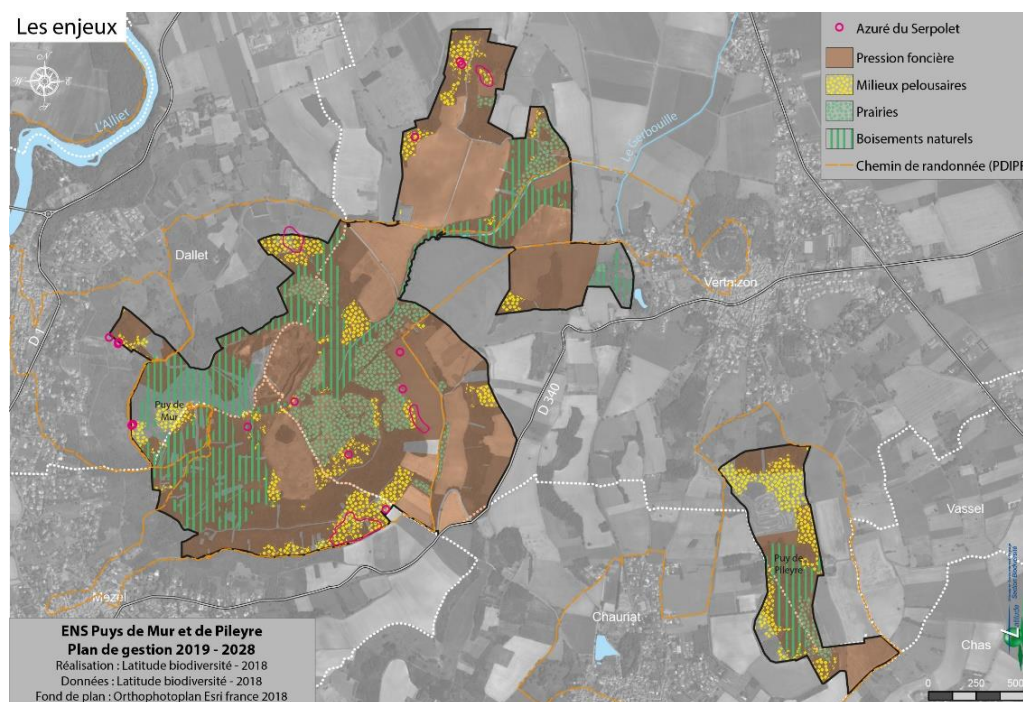 Les enjeux
Azuré du Serpolet
Pression foncière
Milieux pelousaires
Prairies
Boisements naturels
Chemin de randonnée (PDIPR
L'Allier
Le Gerbouille
Dallet
Vertaizon
D 1
D 340
Puy de
Mur
Mezel
Vassel
Puy de
Pileyre
Chauriat
Chas
ENS Puys de Mur et de Pileyre
Plan de gestion 2019 - 2028
Réalisation : Latitude biodiversité - 2018
Données : Latitude biodiversité - 2018
Fond de plan : Orthophotoplan Esri france 2018
0 250 500